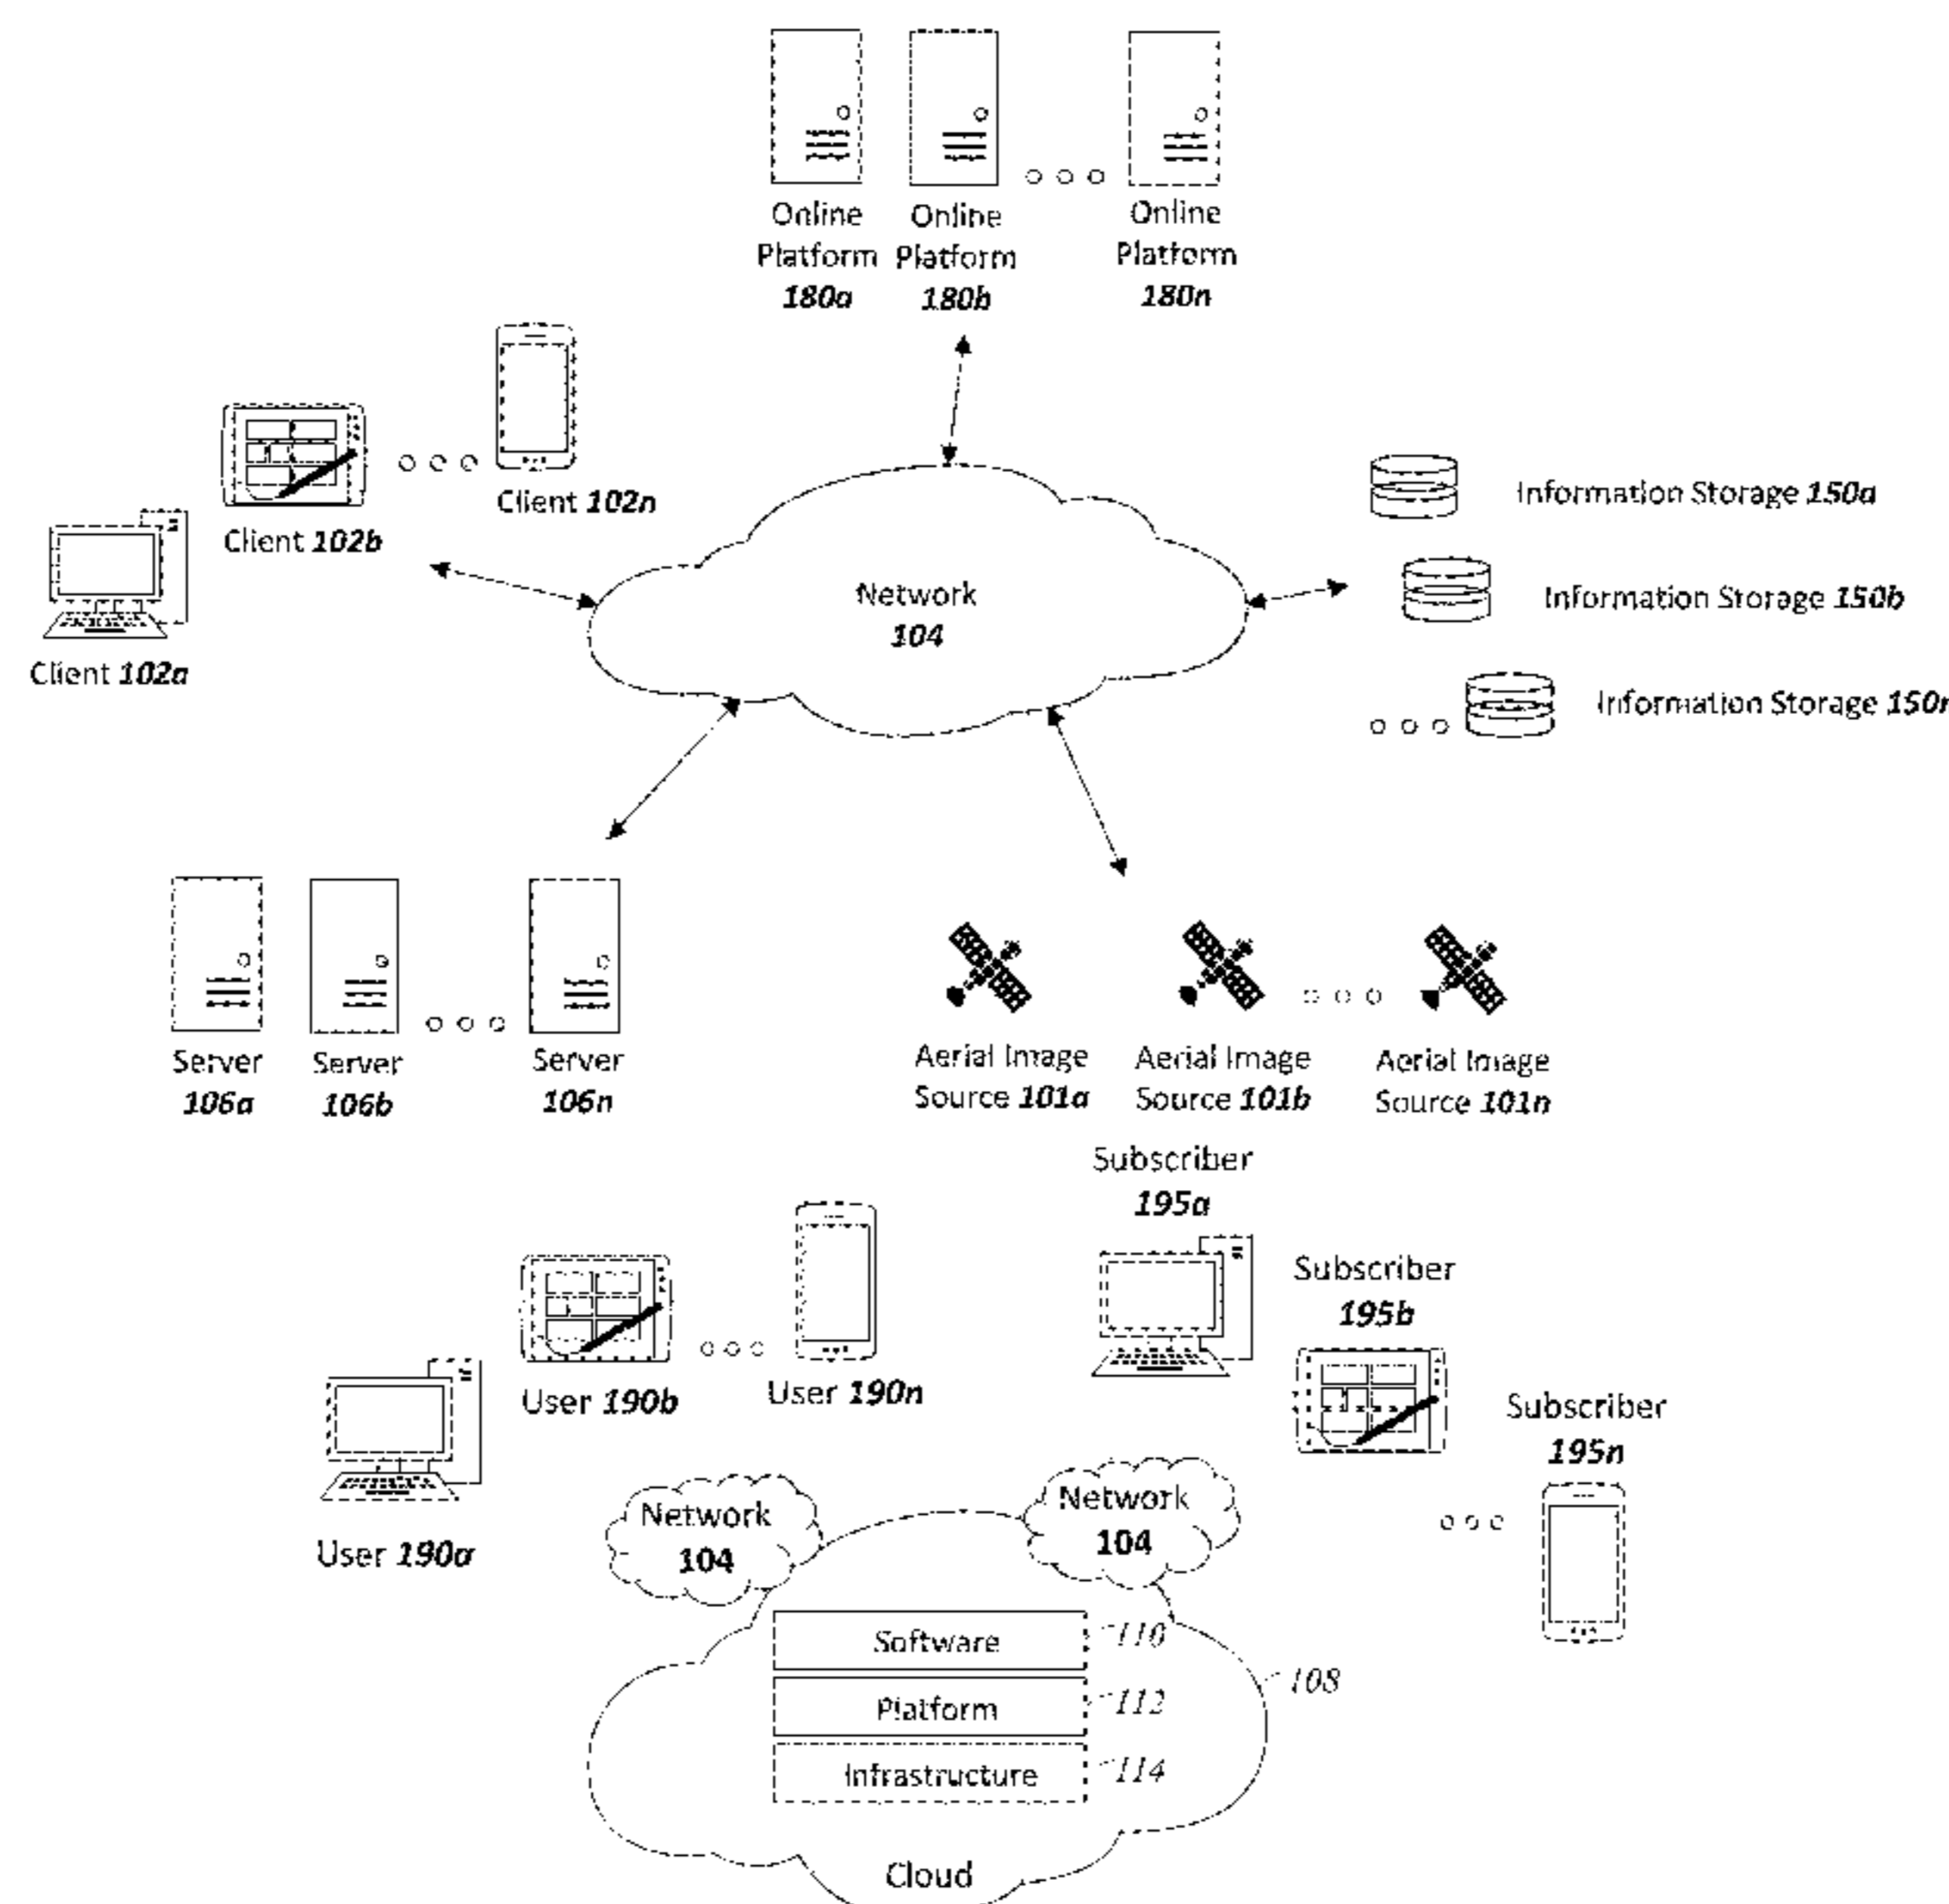 Online Platform 180a
Online Platform 180b
Online Platform 180n
Client 102n
Client 102b
Client 102a
Network
104
Information Storage 150a
Information Storage 150b
Information Storage 150n
Server 106a
Server 106b
Server 106n
Aerial Image Source 101a
Aerial Image Source 101b
Aerial Image Source 101n
Subscriber
195a
Subscriber
195b
Subscriber
195n
User 190n
User 190b
User 190a
Network
104
Network
104
Software 110
Platform 112
Infrastructure 114
108
Cloud